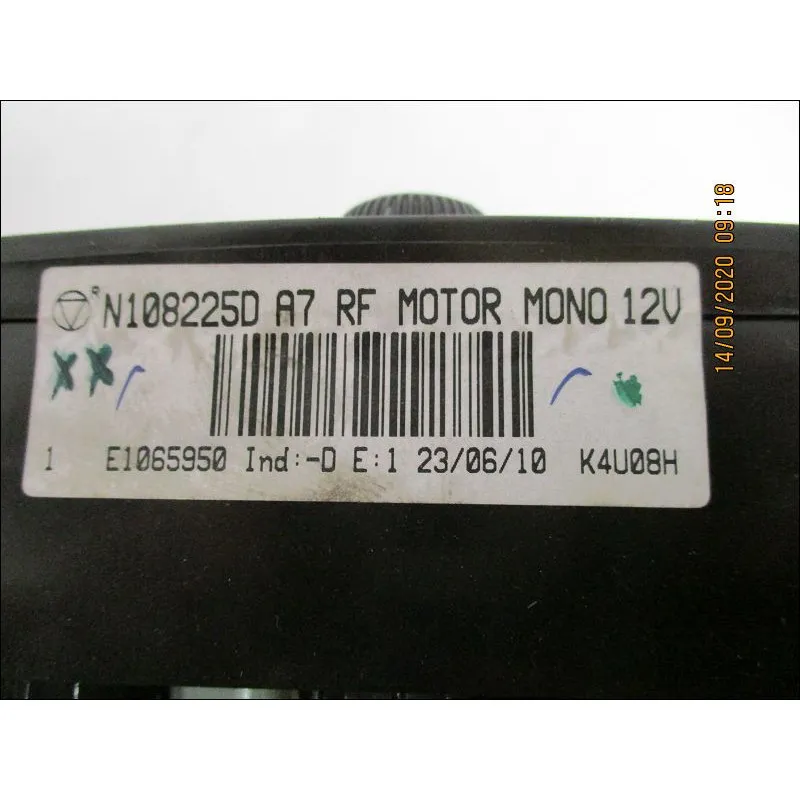 R N108225D A7 RF MOTOR MONO 12V
1 E1065950 Ind:-D E:1 23/06/10 K4U08H
14/09/2020 09:18